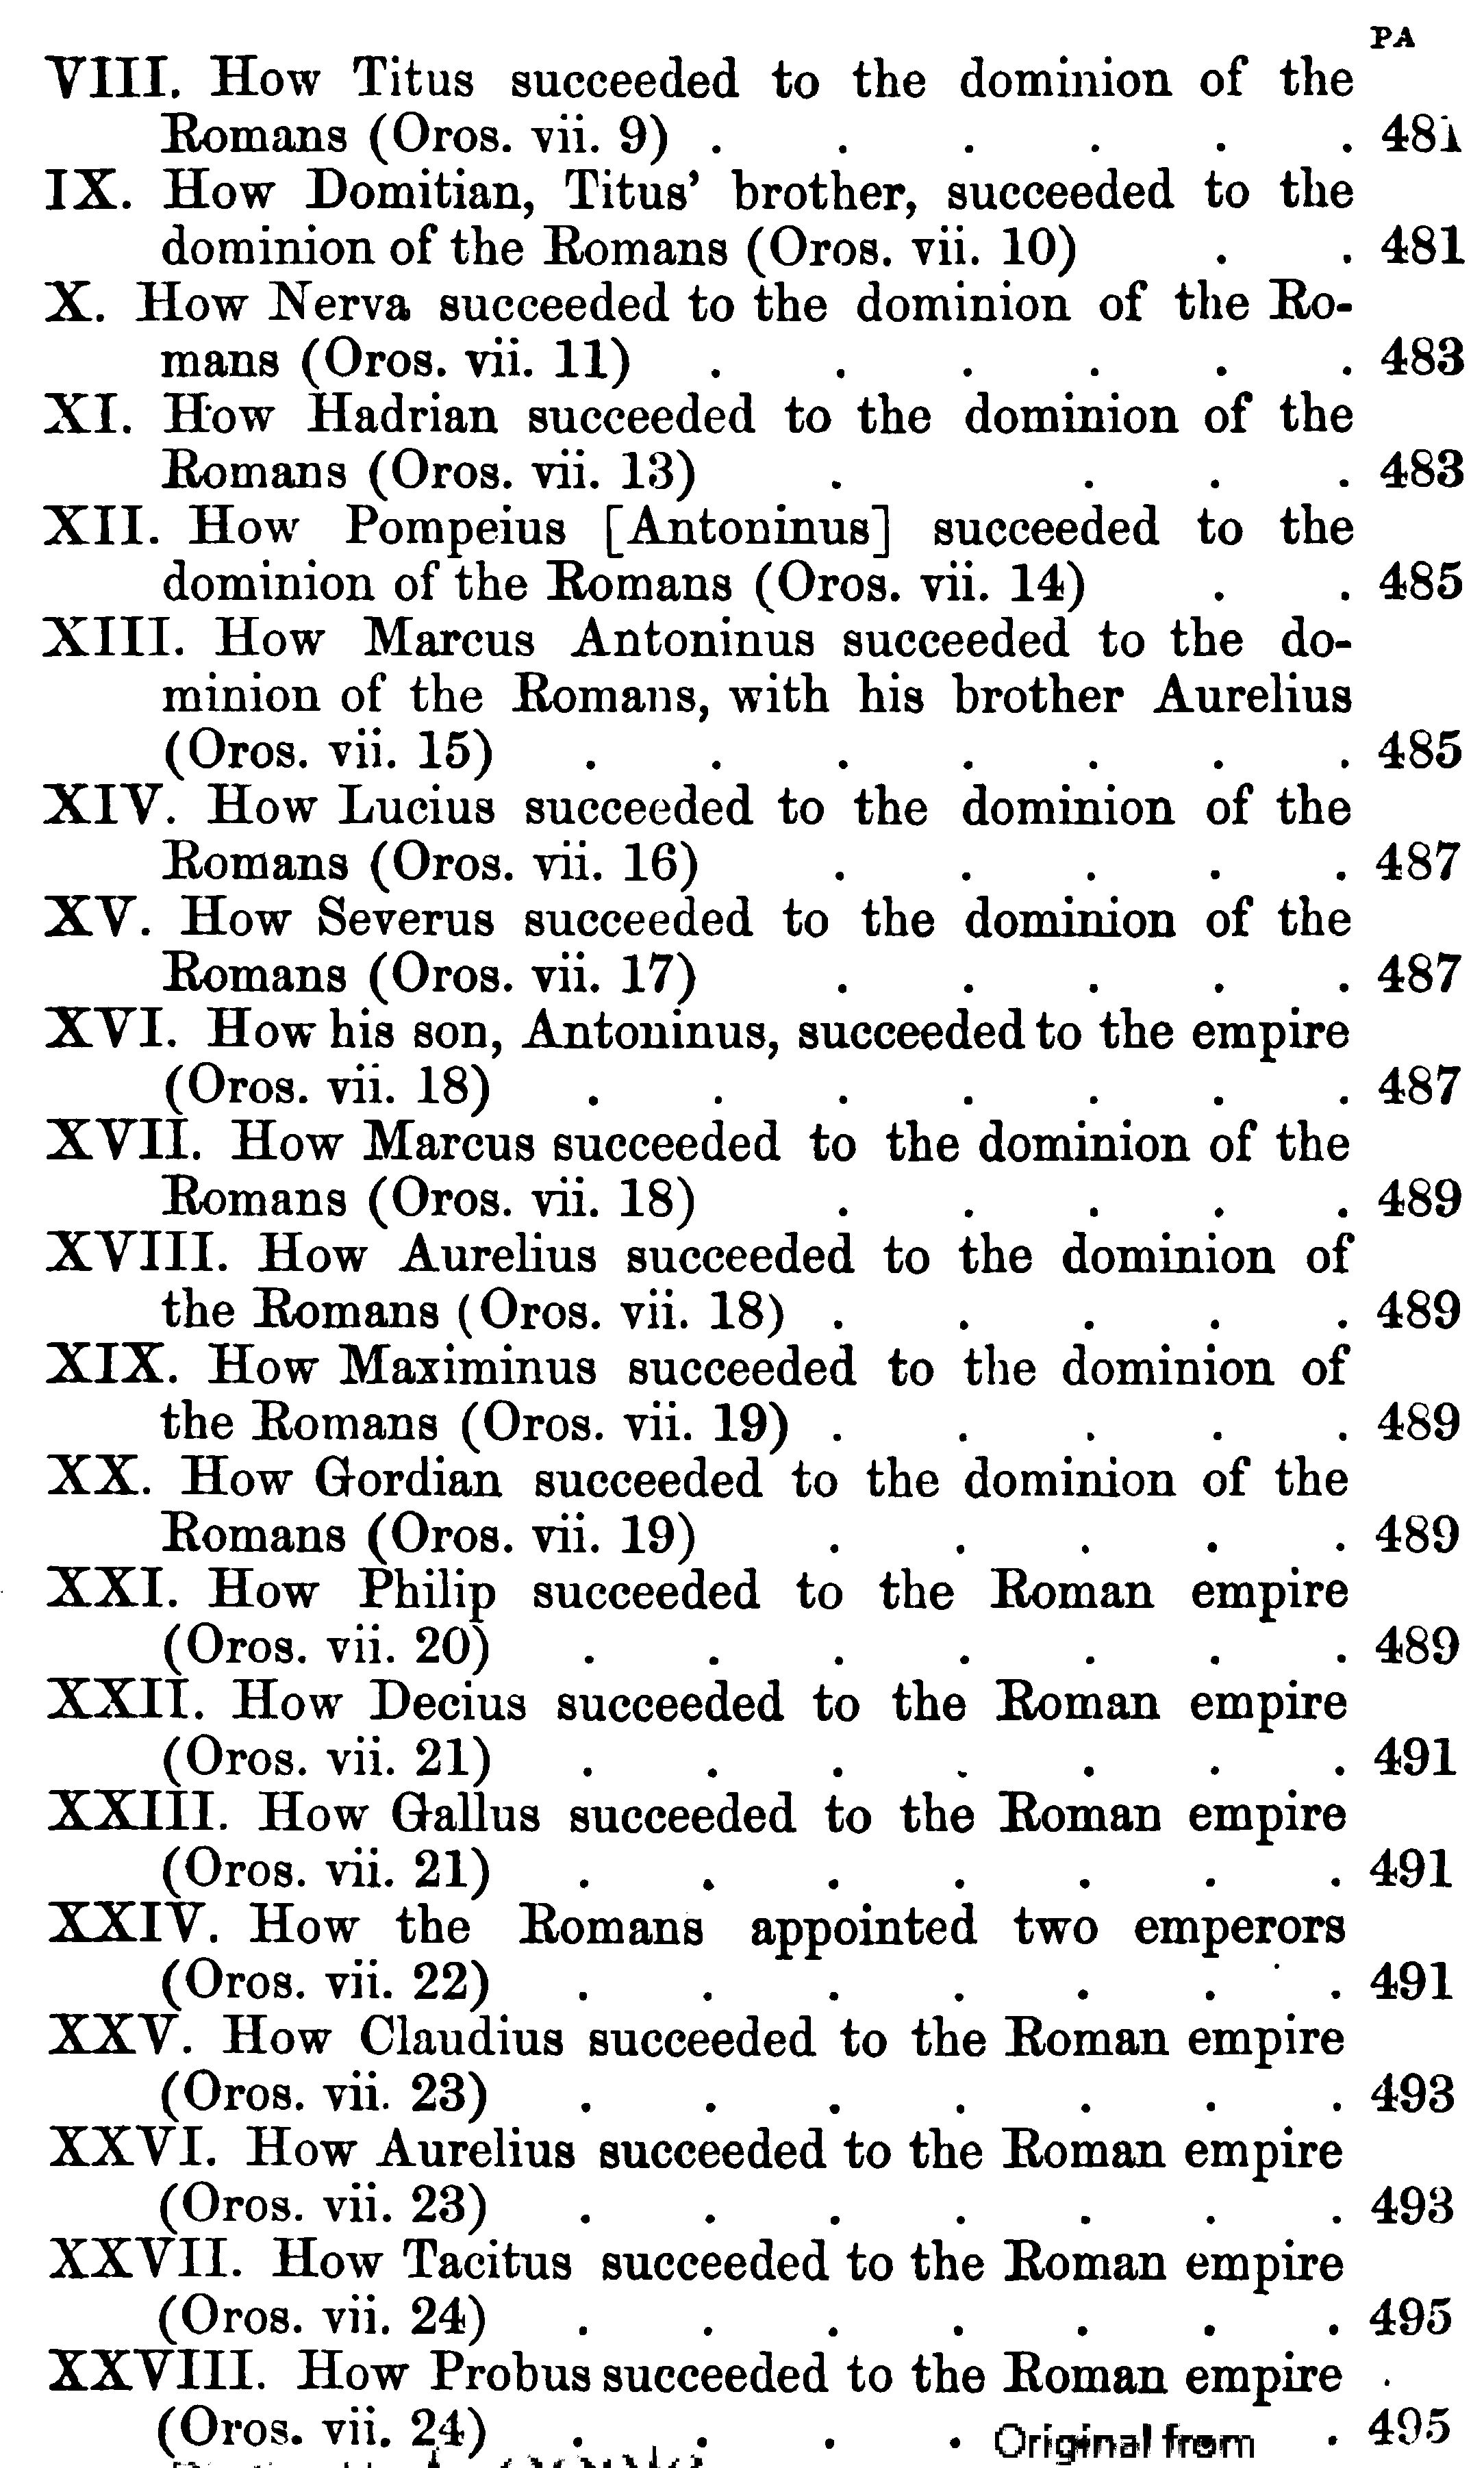 PA
VIII. How Titus succeeded to the dominion of the
Romans (Oros. vii. 9) . . . . . . 481
IX. How Domitian, Titus’ brother, succeeded to the
dominion of the Romans (Oros. vii. 10) . . 481
X. How Nerva succeeded to the dominion of the Ro-
mans (Oros. vii. 11) . . . . . . 483
XI. How Hadrian succeeded to the dominion of the
Romans (Oros. vii. 13) . . . . 483
XII. How Pompeius [Antoninus] succeeded to the
dominion of the Romans (Oros. vii. 14) . . 485
XIII. How Marcus Antoninus succeeded to the do-
minion of the Romans, with his brother Aurelius
(Oros. vii. 15) . . . . . . . 485
XIV. How Lucius succeeded to the dominion of the
Romans (Oros. vii. 16) . . . . . 487
XV. How Severus succeeded to the dominion of the
Romans (Oros. vii. 17) . . . . . 487
XVI. How his son, Antoninus, succeeded to the empire
(Oros. vii. 18) . . . . . . . 487
XVII. How Marcus succeeded to the dominion of the
Romans (Oros. vii. 18) . . . . . 489
XVIII. How Aurelius succeeded to the dominion of
the Romans (Oros. vii. 18) . . . . . 489
XIX. How Maximinus succeeded to the dominion of
the Romans (Oros. vii. 19) . . . . . 489
XX. How Gordian succeeded to the dominion of the
Romans (Oros. vii. 19) . . . . . 489
XXI. How Philip succeeded to the Roman empire
(Oros. vii. 20) . . . . . . . 489
XXII. How Decius succeeded to the Roman empire
(Oros. vii. 21) . . . . . . . 491
XXIII. How Gallus succeeded to the Roman empire
(Oros. vii. 21) . . . . . . . 491
XXIV. How the Romans appointed two emperors
(Oros. vii. 22) . . . . . . . 491
XXV. How Claudius succeeded to the Roman empire
(Oros. vii. 23) . . . . . . . 493
XXVI. How Aurelius succeeded to the Roman empire
(Oros. vii. 23) . . . . . . . 493
XXVII. How Tacitus succeeded to the Roman empire
(Oros. vii. 24) . . . . . . . 495
XXVIII. How Probus succeeded to the Roman empire
(Oros. vii. 24) . . . . . 495
Original from